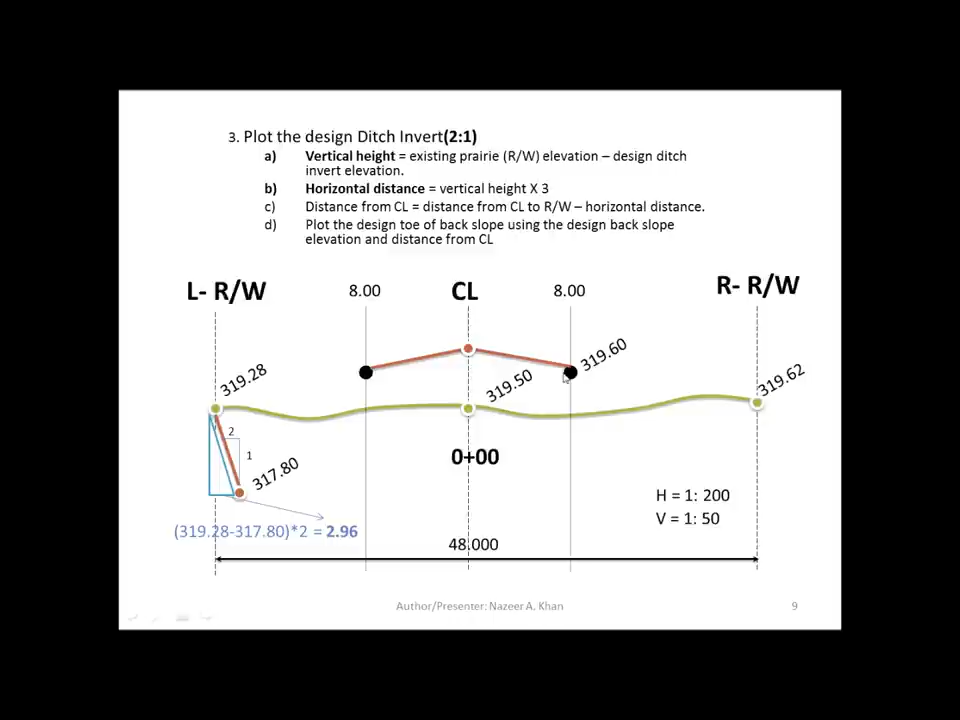 3. Plot the design Ditch Invert(2:1)
a) Vertical height = existing prairie (R/W) elevation – design ditch
invert elevation.
b) Horizontal distance = vertical height X 3
c) Distance from CL = distance from CL to R/W – horizontal distance.
d) Plot the design toe of back slope using the design back slope
elevation and distance from CL
L- R/W
8.00
CL
8.00
R- R/W
319.28
319.50
319.60
319.62
2
1
317.80
0+00
H = 1: 200
V = 1: 50
(319.28-317.80)*2 = 2.96
48.000
Author/Presenter: Nazeer A. Khan
9